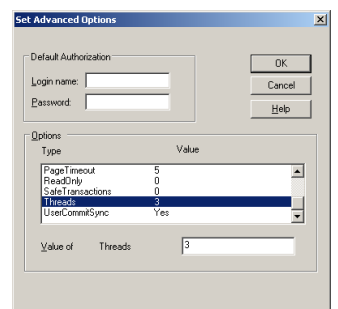 Set Advanced Options
Default Authorization
Login name:
Password:
OK
Cancel
Help
Options
Type Value
PageTimeout 5
ReadOnly 0
SafeTransactions 0
Threads 3
UserCommitSync Yes
Value of Threads 3